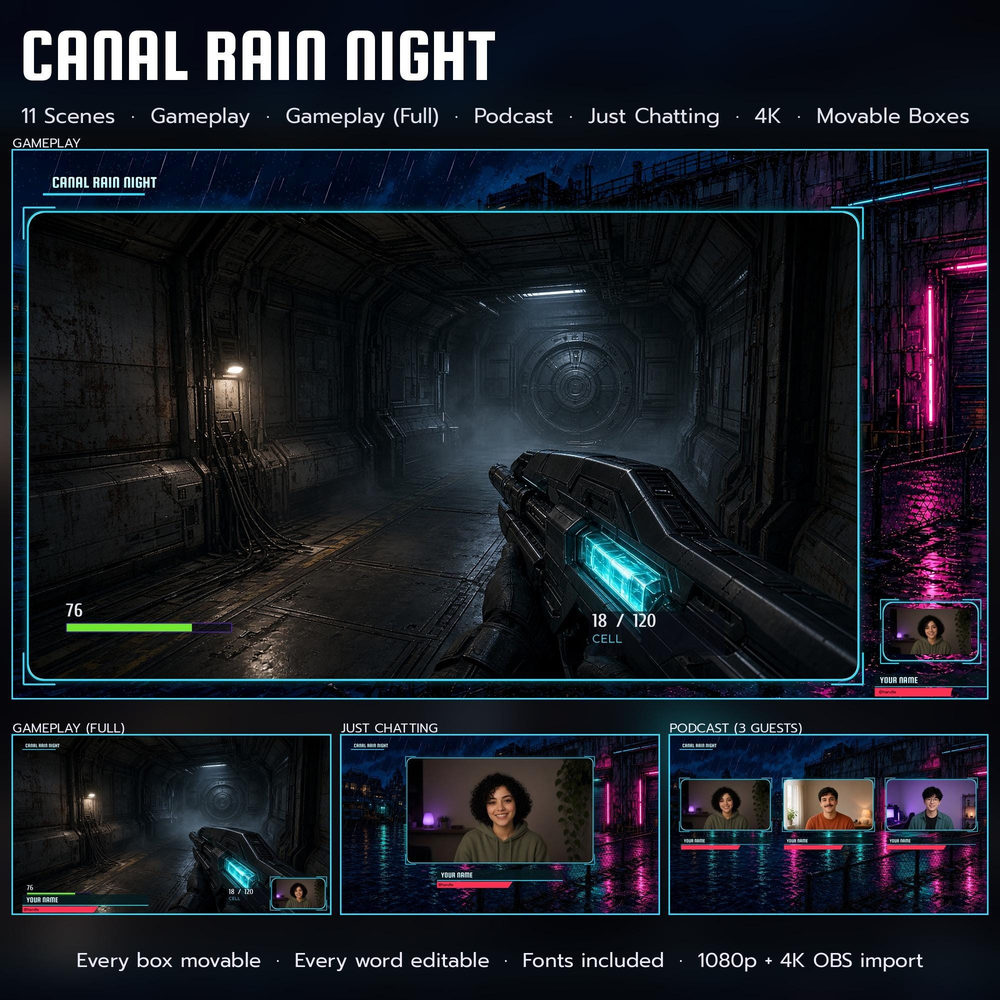 CANAL RAIN NIGHT
11 Scenes · Gameplay · Gameplay (Full) · Podcast · Just Chatting · 4K · Movable Boxes
GAMEPLAY
CANAL RAIN NIGHT
76
18 / 120
CELL
YOUR NAME
@handle
GAMEPLAY (FULL)
CANAL RAIN NIGHT
76
18 / 120
CELL
YOUR NAME
@handle
JUST CHATTING
CANAL RAIN NIGHT
YOUR NAME
@handle
PODCAST (3 GUESTS)
CANAL RAIN NIGHT
YOUR NAME
YOUR NAME
YOUR NAME
Every box movable · Every word editable · Fonts included · 1080p + 4K OBS import